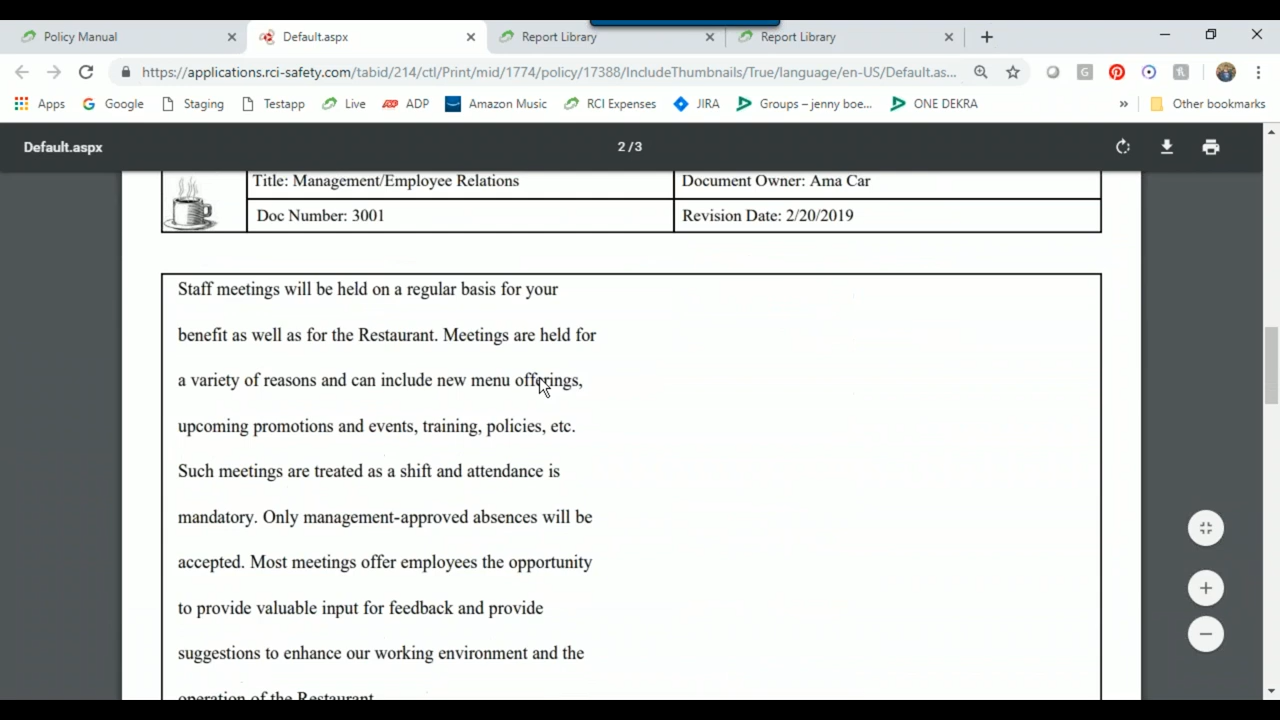 Policy Manual
Default.aspx
Report Library
Report Library
https://applications.rci-safety.com/tabid/214/ctl/Print/mid/1774/policy/17388/IncludeThumbnails/True/language/en-US/Default.as...
Apps
Google
Staging
Testapp
Live
ADP
Amazon Music
RCI Expenses
JIRA
Groups – jenny boe...
ONE DEKRA
»
Other bookmarks
Default.aspx
2 / 3
Title: Management/Employee Relations
Document Owner: Ama Car
Doc Number: 3001
Revision Date: 2/20/2019
Staff meetings will be held on a regular basis for your
benefit as well as for the Restaurant. Meetings are held for
a variety of reasons and can include new menu offerings,
upcoming promotions and events, training, policies, etc.
Such meetings are treated as a shift and attendance is
mandatory. Only management-approved absences will be
accepted. Most meetings offer employees the opportunity
to provide valuable input for feedback and provide
suggestions to enhance our working environment and the
operation of the Restaurant